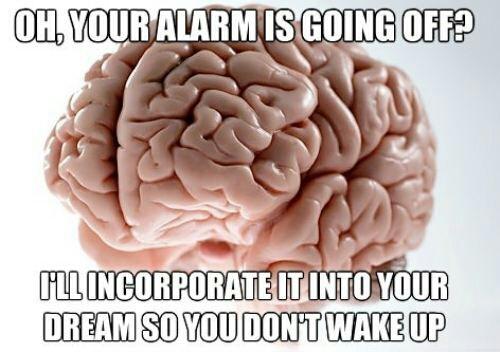 OH, YOUR ALARM IS GOING OFF?
I'LL INCORPORATE IT INTO YOUR
DREAM SO YOU DON'T WAKE UP